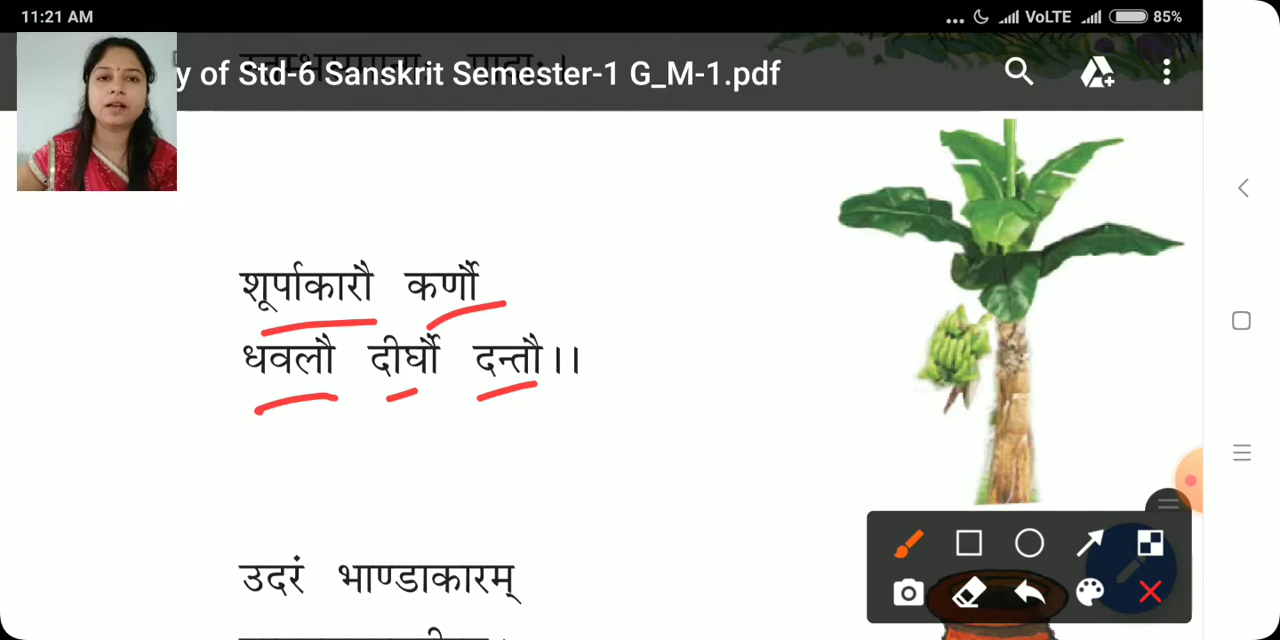 11:21 AM
... VoLTE 85%
y of Std-6 Sanskrit Semester-1 G_M-1.pdf
शूर्पाकारौ कर्णौ
धवलौ दीर्घौ दन्तौ।।
उदरं भाण्डाकारम्